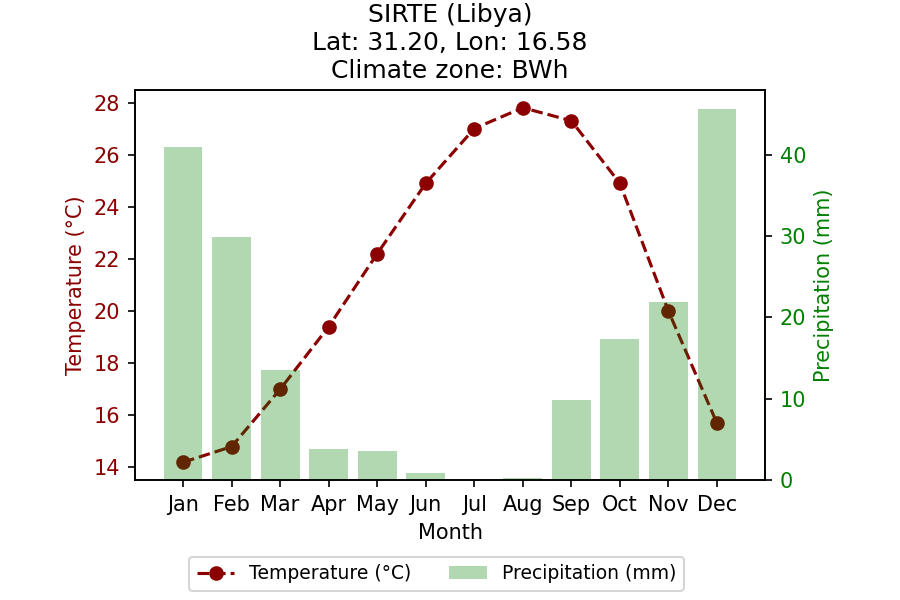 SIRTE (Libya)
Lat: 31.20, Lon: 16.58
Climate zone: BWh
Temperature (°C)
28
26
24
22
20
18
16
14
Precipitation (mm)
40
30
20
10
0
Jan Feb Mar Apr May Jun Jul Aug Sep Oct Nov Dec
Month
Temperature (°C) Precipitation (mm)